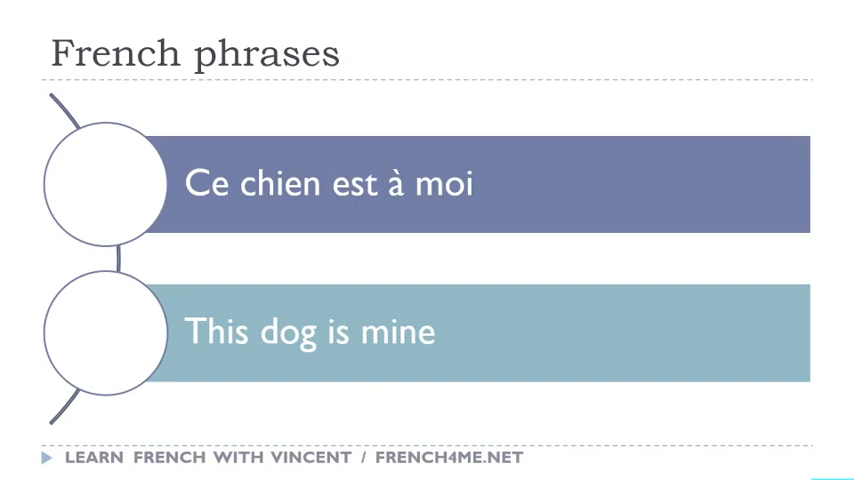 French phrases
Ce chien est à moi
This dog is mine
LEARN FRENCH WITH VINCENT / FRENCH4ME.NET